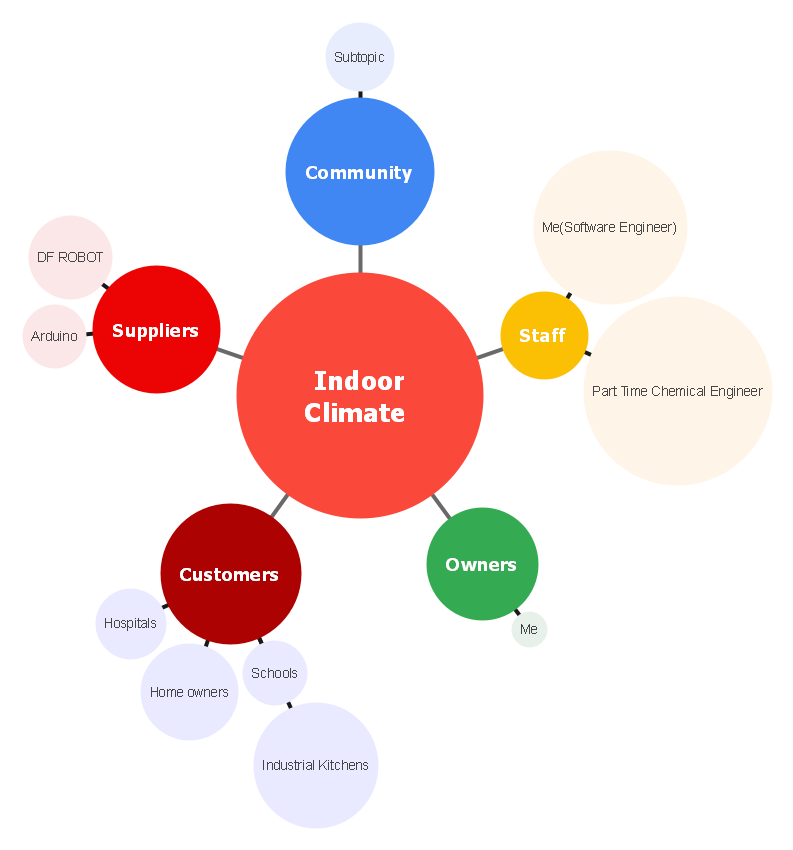 Subtopic
Community
Me(Software Engineer)
DF ROBOT
Suppliers
Arduino
Staff
Part Time Chemical Engineer
Indoor
Climate
Customers
Owners
Hospitals
Me
Home owners
Schools
Industrial Kitchens